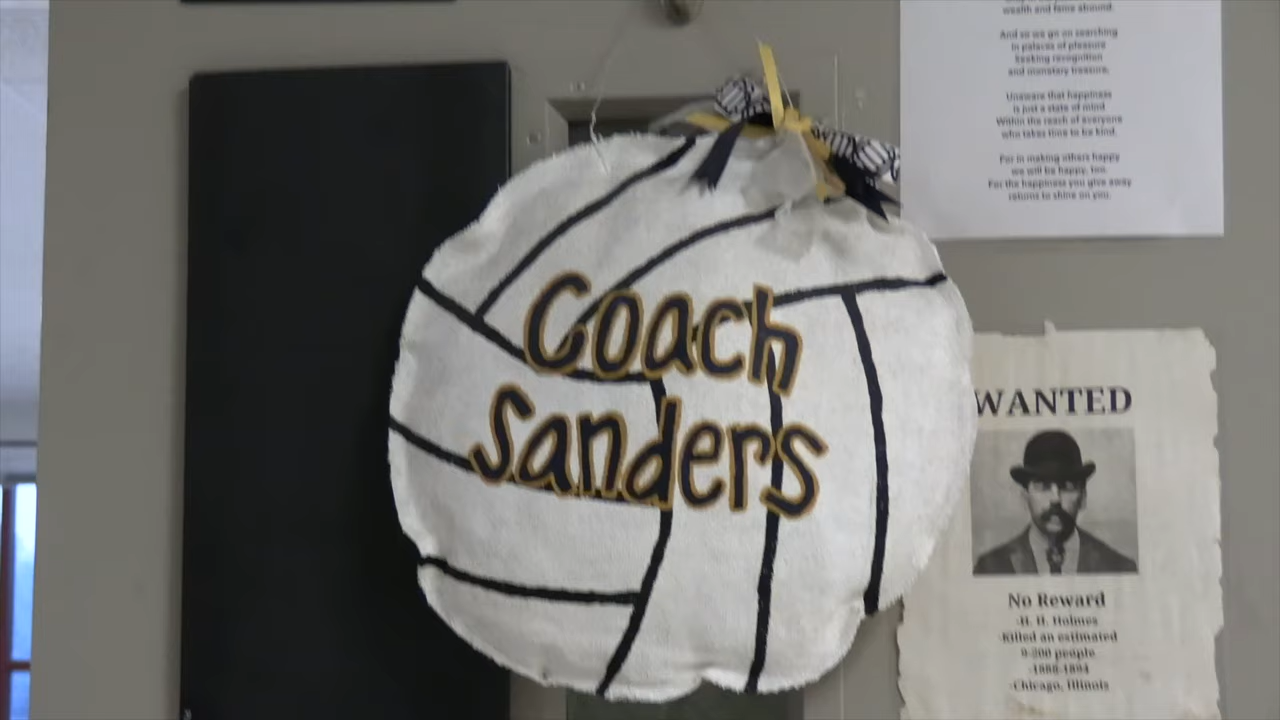 Coach
Sanders
wealth and fame abound.
And so we go on searching
in palaces of pleasure
Seeking recognition
and monetary treasure,
Unaware that happiness
is just a state of mind
Within the reach of everyone
who takes time to be kind.
For in making others happy
we will be happy, too.
For the happiness you give away
returns to shine on you.
WANTED
No Reward
-H. H. Holmes
-Killed an estimated
9-200 people
-1888-1894
-Chicago, Illinois